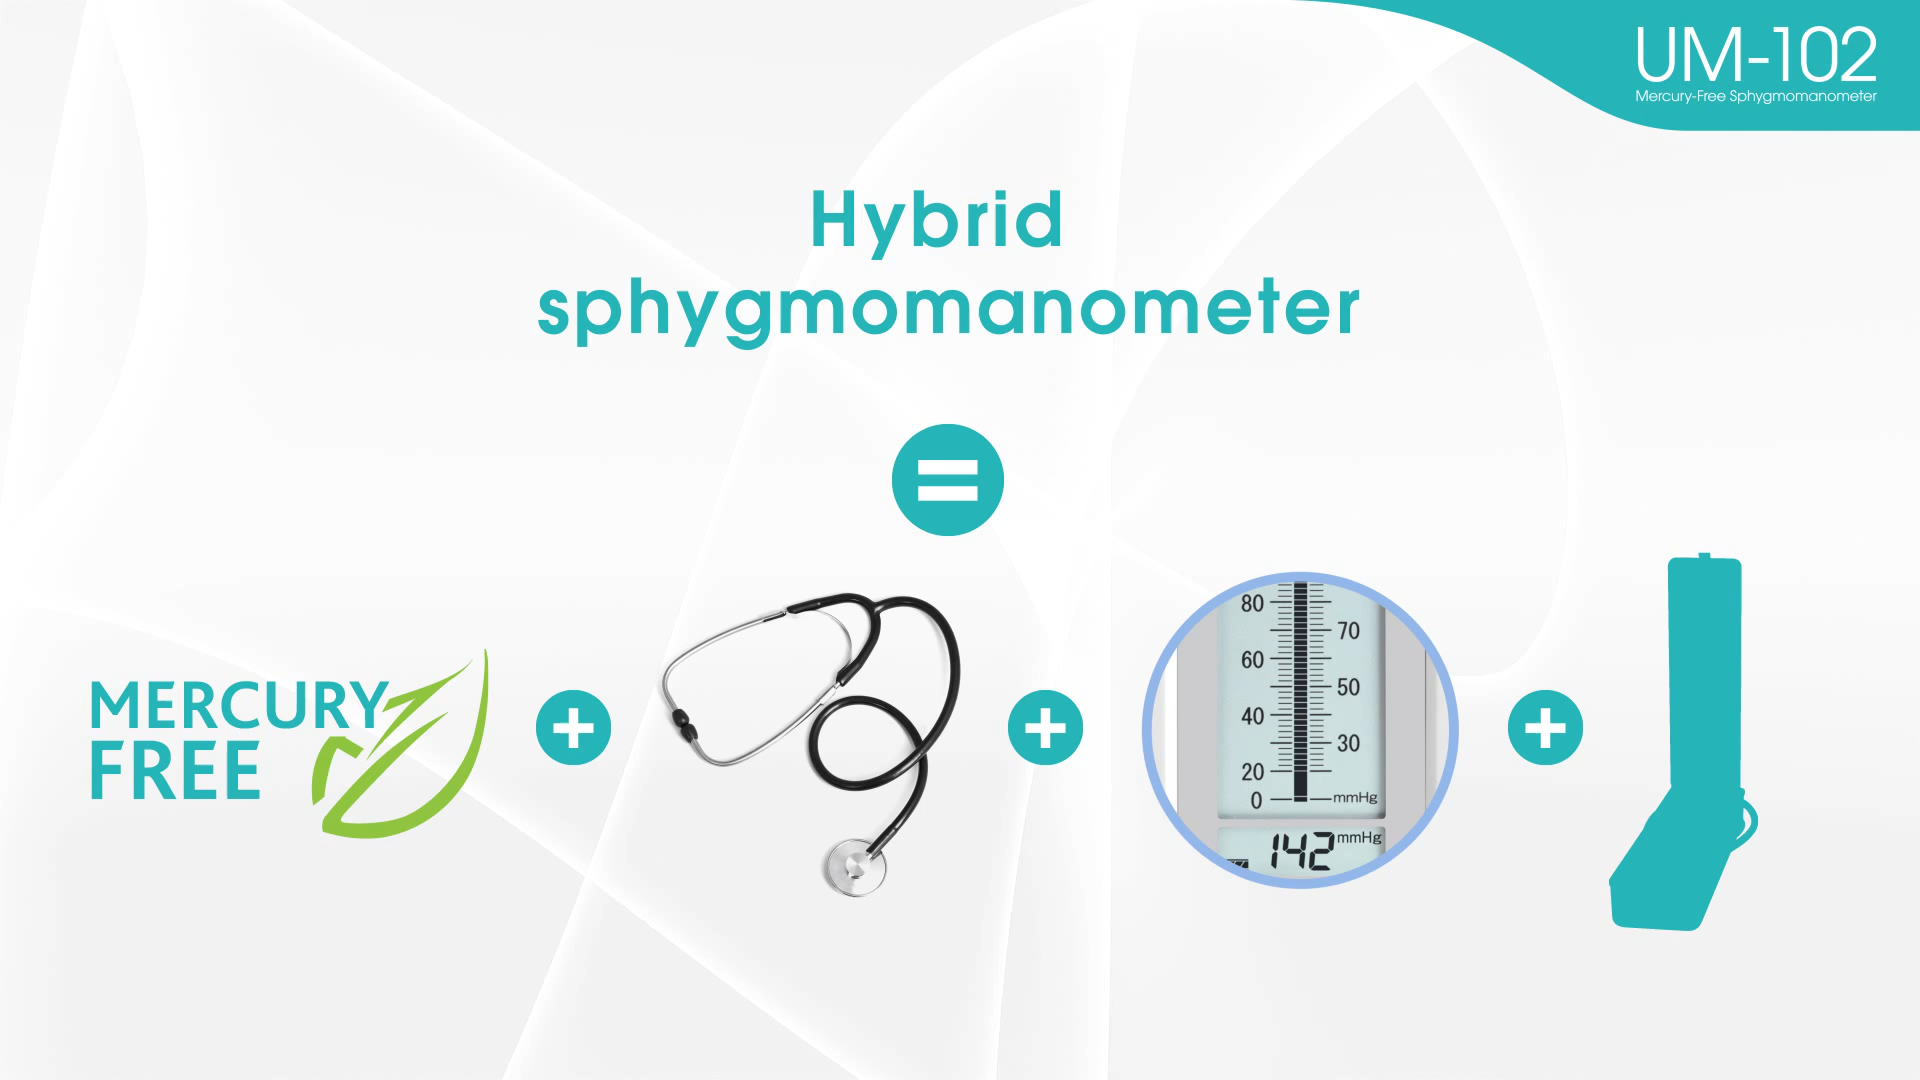 UM-102
Mercury-Free Sphygmomanometer
Hybrid
sphygmomanometer
=
MERCURY
FREE
+
+
+
80
70
60
50
40
30
20
0 mmHg
142 mmHg